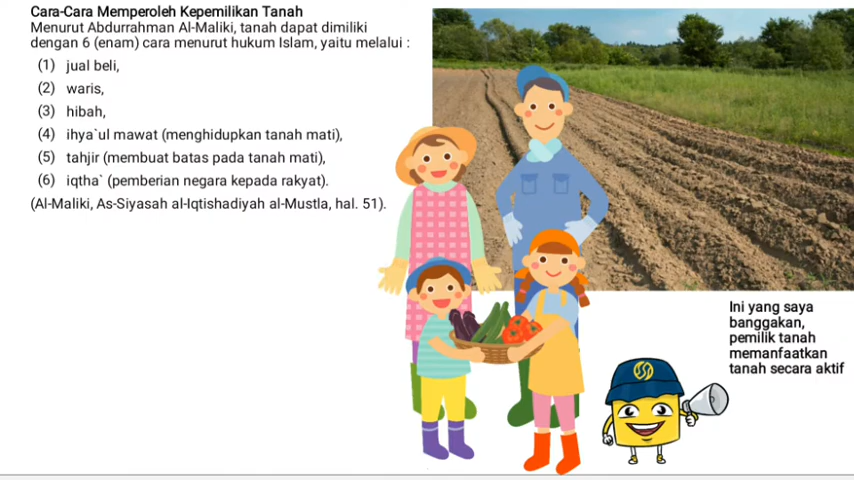 Cara-Cara Memperoleh Kepemilikan Tanah
Menurut Abdurrahman Al-Maliki, tanah dapat dimiliki
dengan 6 (enam) cara menurut hukum Islam, yaitu melalui :
(1) jual beli,
(2) waris,
(3) hibah,
(4) ihya`ul mawat (menghidupkan tanah mati),
(5) tahjir (membuat batas pada tanah mati),
(6) iqtha` (pemberian negara kepada rakyat).
(Al-Maliki, As-Siyasah al-Iqtishadiyah al-Mustla, hal. 51).
Ini yang saya
banggakan,
pemilik tanah
memanfaatkan
tanah secara aktif